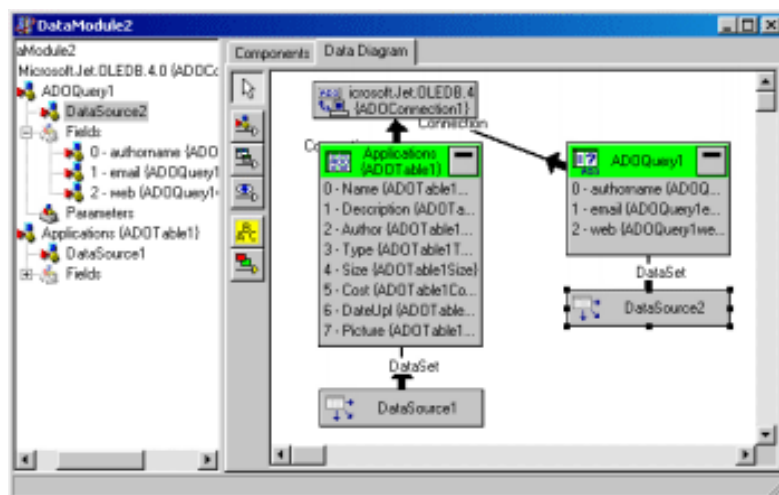 DataModule2
aModule2
Microsoft.Jet.OLEDB.4.0 {ADOCc
ADOQuery1
DataSource2
Fields
0 - authorname {ADO
1 - email {ADOQuery1
2 - web {ADOQuery1
Parameters
Applications {ADOTable1}
DataSource1
Fields
Components Data Diagram
icrosoft.Jet.OLEDB.4
{ADOConnection1}
Connection
Applications
{ADOTable1}
0 - Name {ADOTable1...
1 - Description {ADOTa...
2 - Author {ADOTable1...
3 - Type {ADOTable1T...
4 - Size {ADOTable1Size}
5 - Cost {ADOTable1Co...
6 - DateUpl {ADOTable...
7 - Picture {ADOTable1...
DataSet
DataSource1
ADOQuery1
0 - authorname {ADOQ...
1 - email {ADOQuery1e...
2 - web {ADOQuery1we...
DataSet
DataSource2